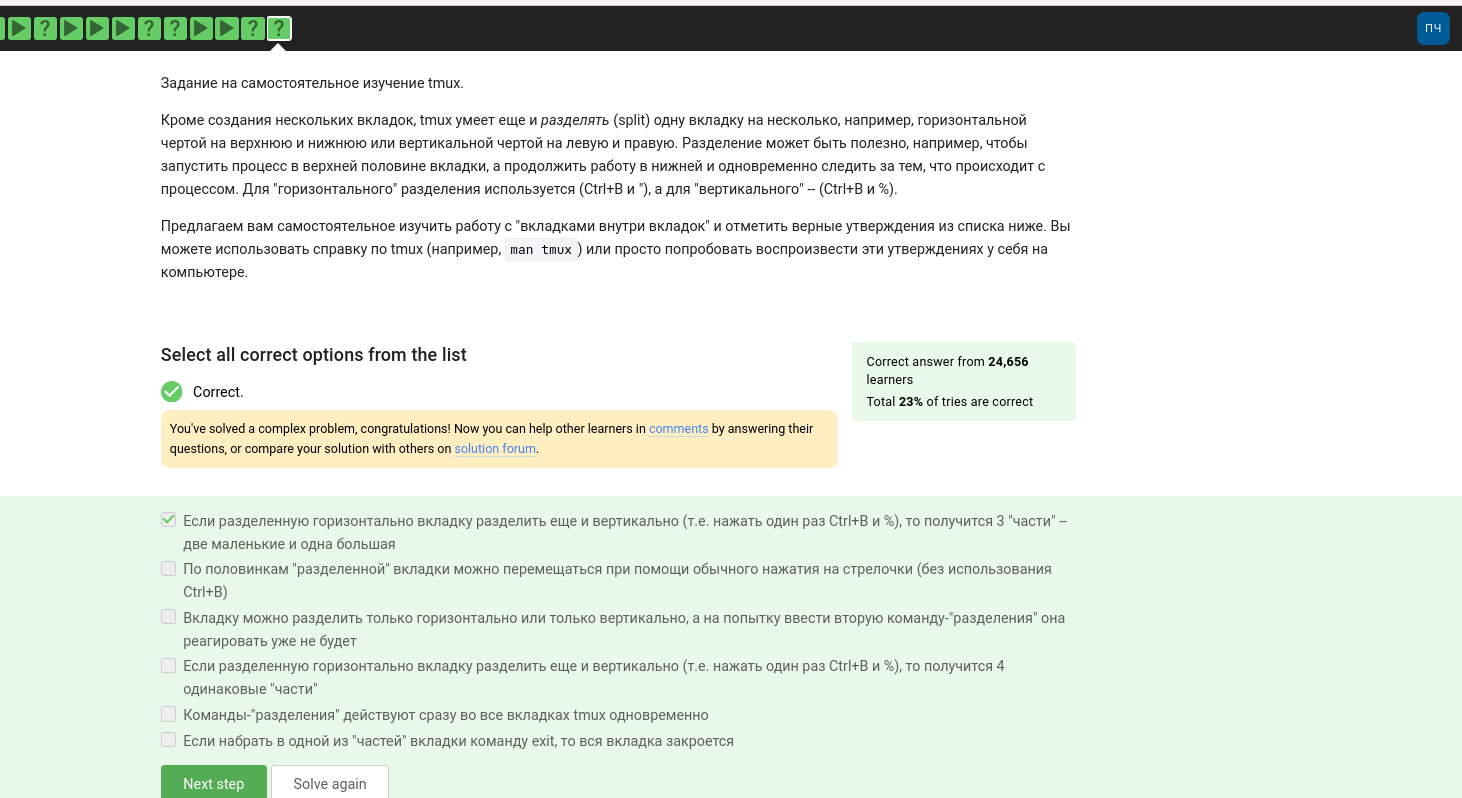 ? ? ? ? ?
ПЧ
Задание на самостоятельное изучение tmux.
Кроме создания нескольких вкладок, tmux умеет еще и разделять (split) одну вкладку на несколько, например, горизонтальной
чертой на верхнюю и нижнюю или вертикальной чертой на левую и правую. Разделение может быть полезно, например, чтобы
запустить процесс в верхней половине вкладки, а продолжить работу в нижней и одновременно следить за тем, что происходит с
процессом. Для "горизонтального" разделения используется (Ctrl+B и "), а для "вертикального" -- (Ctrl+B и %).
Предлагаем вам самостоятельное изучить работу с "вкладками внутри вкладок" и отметить верные утверждения из списка ниже. Вы
можете использовать справку по tmux (например, man tmux ) или просто попробовать воспроизвести эти утверждениях у себя на
компьютере.
Select all correct options from the list
Correct.
You've solved a complex problem, congratulations! Now you can help other learners in comments by answering their
questions, or compare your solution with others on solution forum.
Correct answer from 24,656
learners
Total 23% of tries are correct
Если разделенную горизонтально вкладку разделить еще и вертикально (т.е. нажать один раз Ctrl+B и %), то получится 3 "части" --
две маленькие и одна большая
По половинкам "разделенной" вкладки можно перемещаться при помощи обычного нажатия на стрелочки (без использования
Ctrl+B)
Вкладку можно разделить только горизонтально или только вертикально, а на попытку ввести вторую команду-"разделения" она
реагировать уже не будет
Если разделенную горизонтально вкладку разделить еще и вертикально (т.е. нажать один раз Ctrl+B и %), то получится 4
одинаковые "части"
Команды-"разделения" действуют сразу во все вкладках tmux одновременно
Если набрать в одной из "частей" вкладки команду exit, то вся вкладка закроется
Next step
Solve again